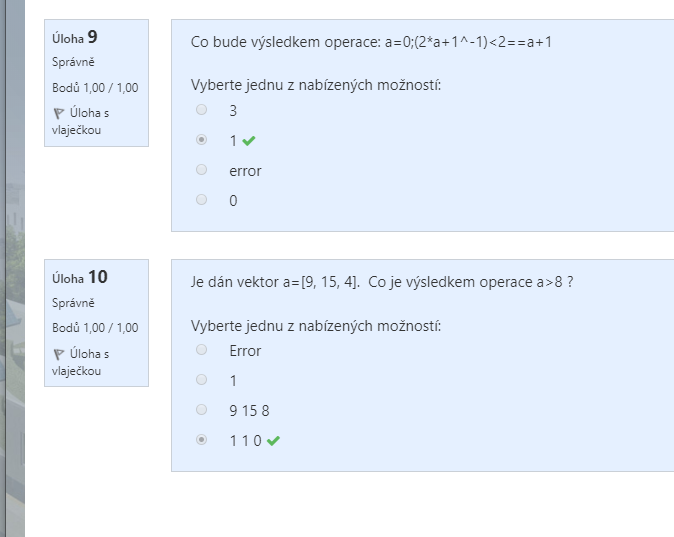 Úloha 9
Správně
Bodů 1,00 / 1,00
Úloha s
vlaječkou
Co bude výsledkem operace: a=0;(2*a+1^-1)<2==a+1
Vyberte jednu z nabízených možností:
3
1
error
0
Úloha 10
Správně
Bodů 1,00 / 1,00
Úloha s
vlaječkou
Je dán vektor a=[9, 15, 4].  Co je výsledkem operace a>8 ?
Vyberte jednu z nabízených možností:
Error
1
9 15 8
1 1 0